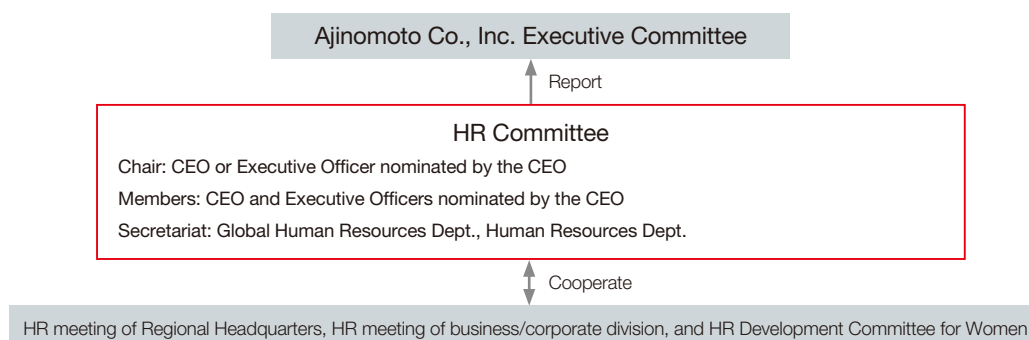 Ajinomoto Co., Inc. Executive Committee
Report
HR Committee
Chair: CEO or Executive Officer nominated by the CEO
Members: CEO and Executive Officers nominated by the CEO
Secretariat: Global Human Resources Dept., Human Resources Dept.
Cooperate
HR meeting of Regional Headquarters, HR meeting of business/corporate division, and HR Development Committee for Women